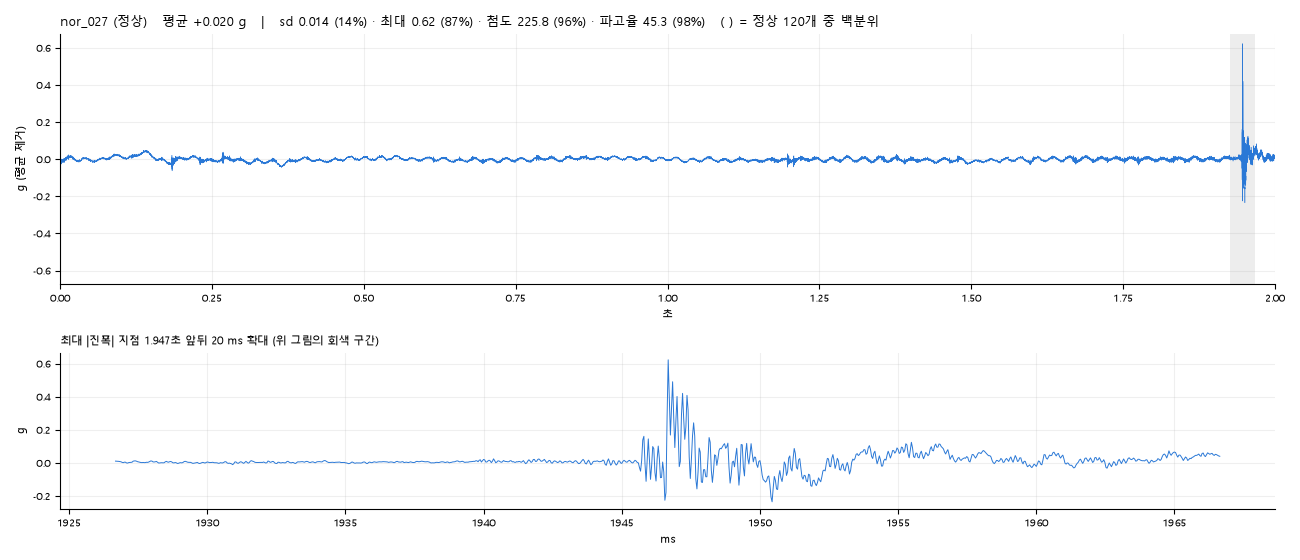 nor_027 (정상)    평균 +0.020 g    |    sd 0.014 (14%) · 최대 0.62 (87%) · 첨도 225.8 (96%) · 파고율 45.3 (98%)    ( ) = 정상 120개 중 백분위
g (평균 제거)
0.6
0.4
0.2
0.0
-0.2
-0.4
-0.6
0.00 0.25 0.50 0.75 1.00 1.25 1.50 1.75 2.00
초
최대 |진폭| 지점 1.947초 앞뒤 20 ms 확대 (위 그림의 회색 구간)
g
0.6
0.4
0.2
0.0
-0.2
1925 1930 1935 1940 1945 1950 1955 1960 1965
ms